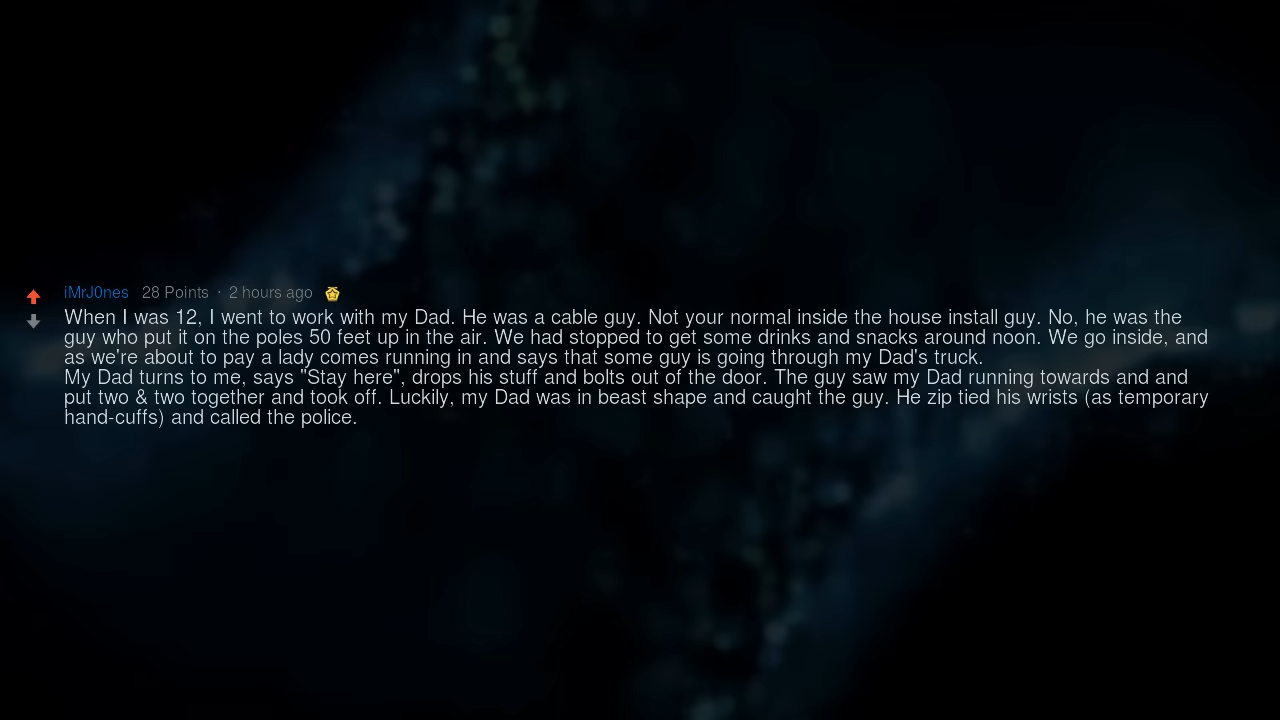 iMrJ0nes 28 Points · 2 hours ago
When I was 12, I went to work with my Dad. He was a cable guy. Not your normal inside the house install guy. No, he was the
guy who put it on the poles 50 feet up in the air. We had stopped to get some drinks and snacks around noon. We go inside, and
as we're about to pay a lady comes running in and says that some guy is going through my Dad's truck.
My Dad turns to me, says "Stay here", drops his stuff and bolts out of the door. The guy saw my Dad running towards and and
put two & two together and took off. Luckily, my Dad was in beast shape and caught the guy. He zip tied his wrists (as temporary
hand-cuffs) and called the police.